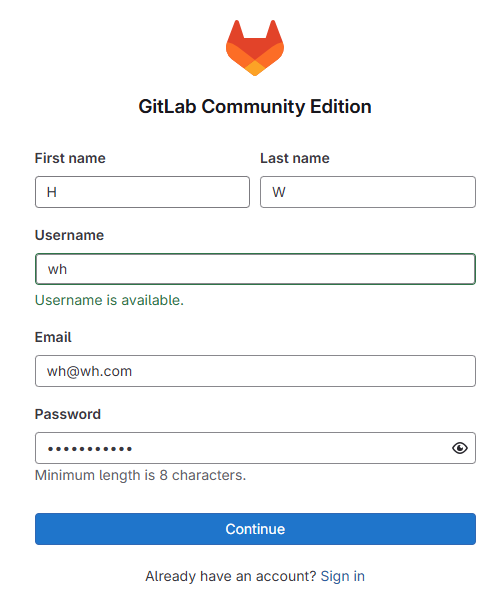 GitLab Community Edition
First name Last name
H W
Username
wh
Username is available.
Email
wh@wh.com
Password
•••••••••••
Minimum length is 8 characters.
Continue
Already have an account? Sign in